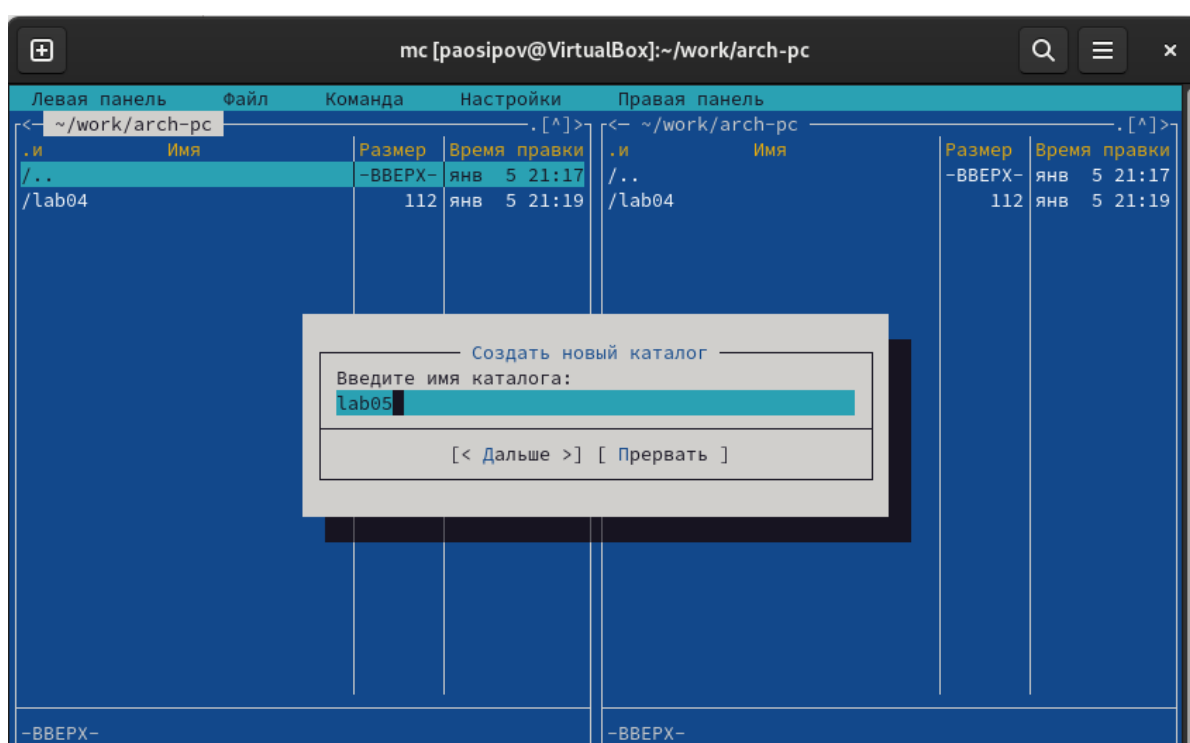 mc [paosipov@VirtualBox]:~/work/arch-pc
Левая панель Файл Команда Настройки Правая панель
<— ~/work/arch-pc .[^]> <— ~/work/arch-pc .[^]>
.и Имя Размер Время правки .и Имя Размер Время правки
/.. -ВВЕРХ- янв 5 21:17 /.. -ВВЕРХ- янв 5 21:17
/lab04 112 янв 5 21:19 /lab04 112 янв 5 21:19
Создать новый каталог
Введите имя каталога:
lab05
[< Дальше >] [ Прервать ]
-ВВЕРХ- -ВВЕРХ-